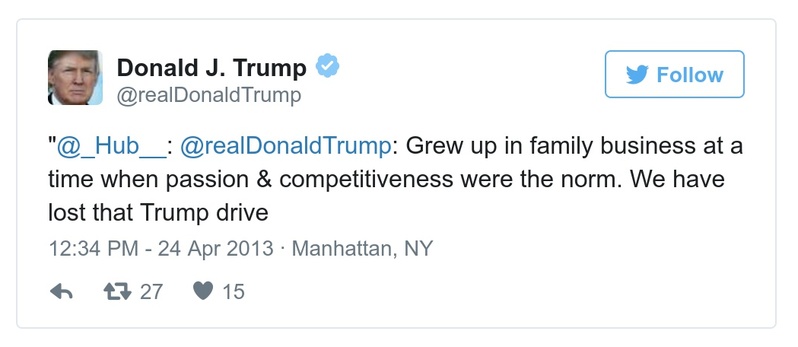 Donald J. Trump
@realDonaldTrump
Follow
"@_Hub__: @realDonaldTrump: Grew up in family business at a
time when passion & competitiveness were the norm. We have
lost that Trump drive
12:34 PM - 24 Apr 2013 · Manhattan, NY
27 15